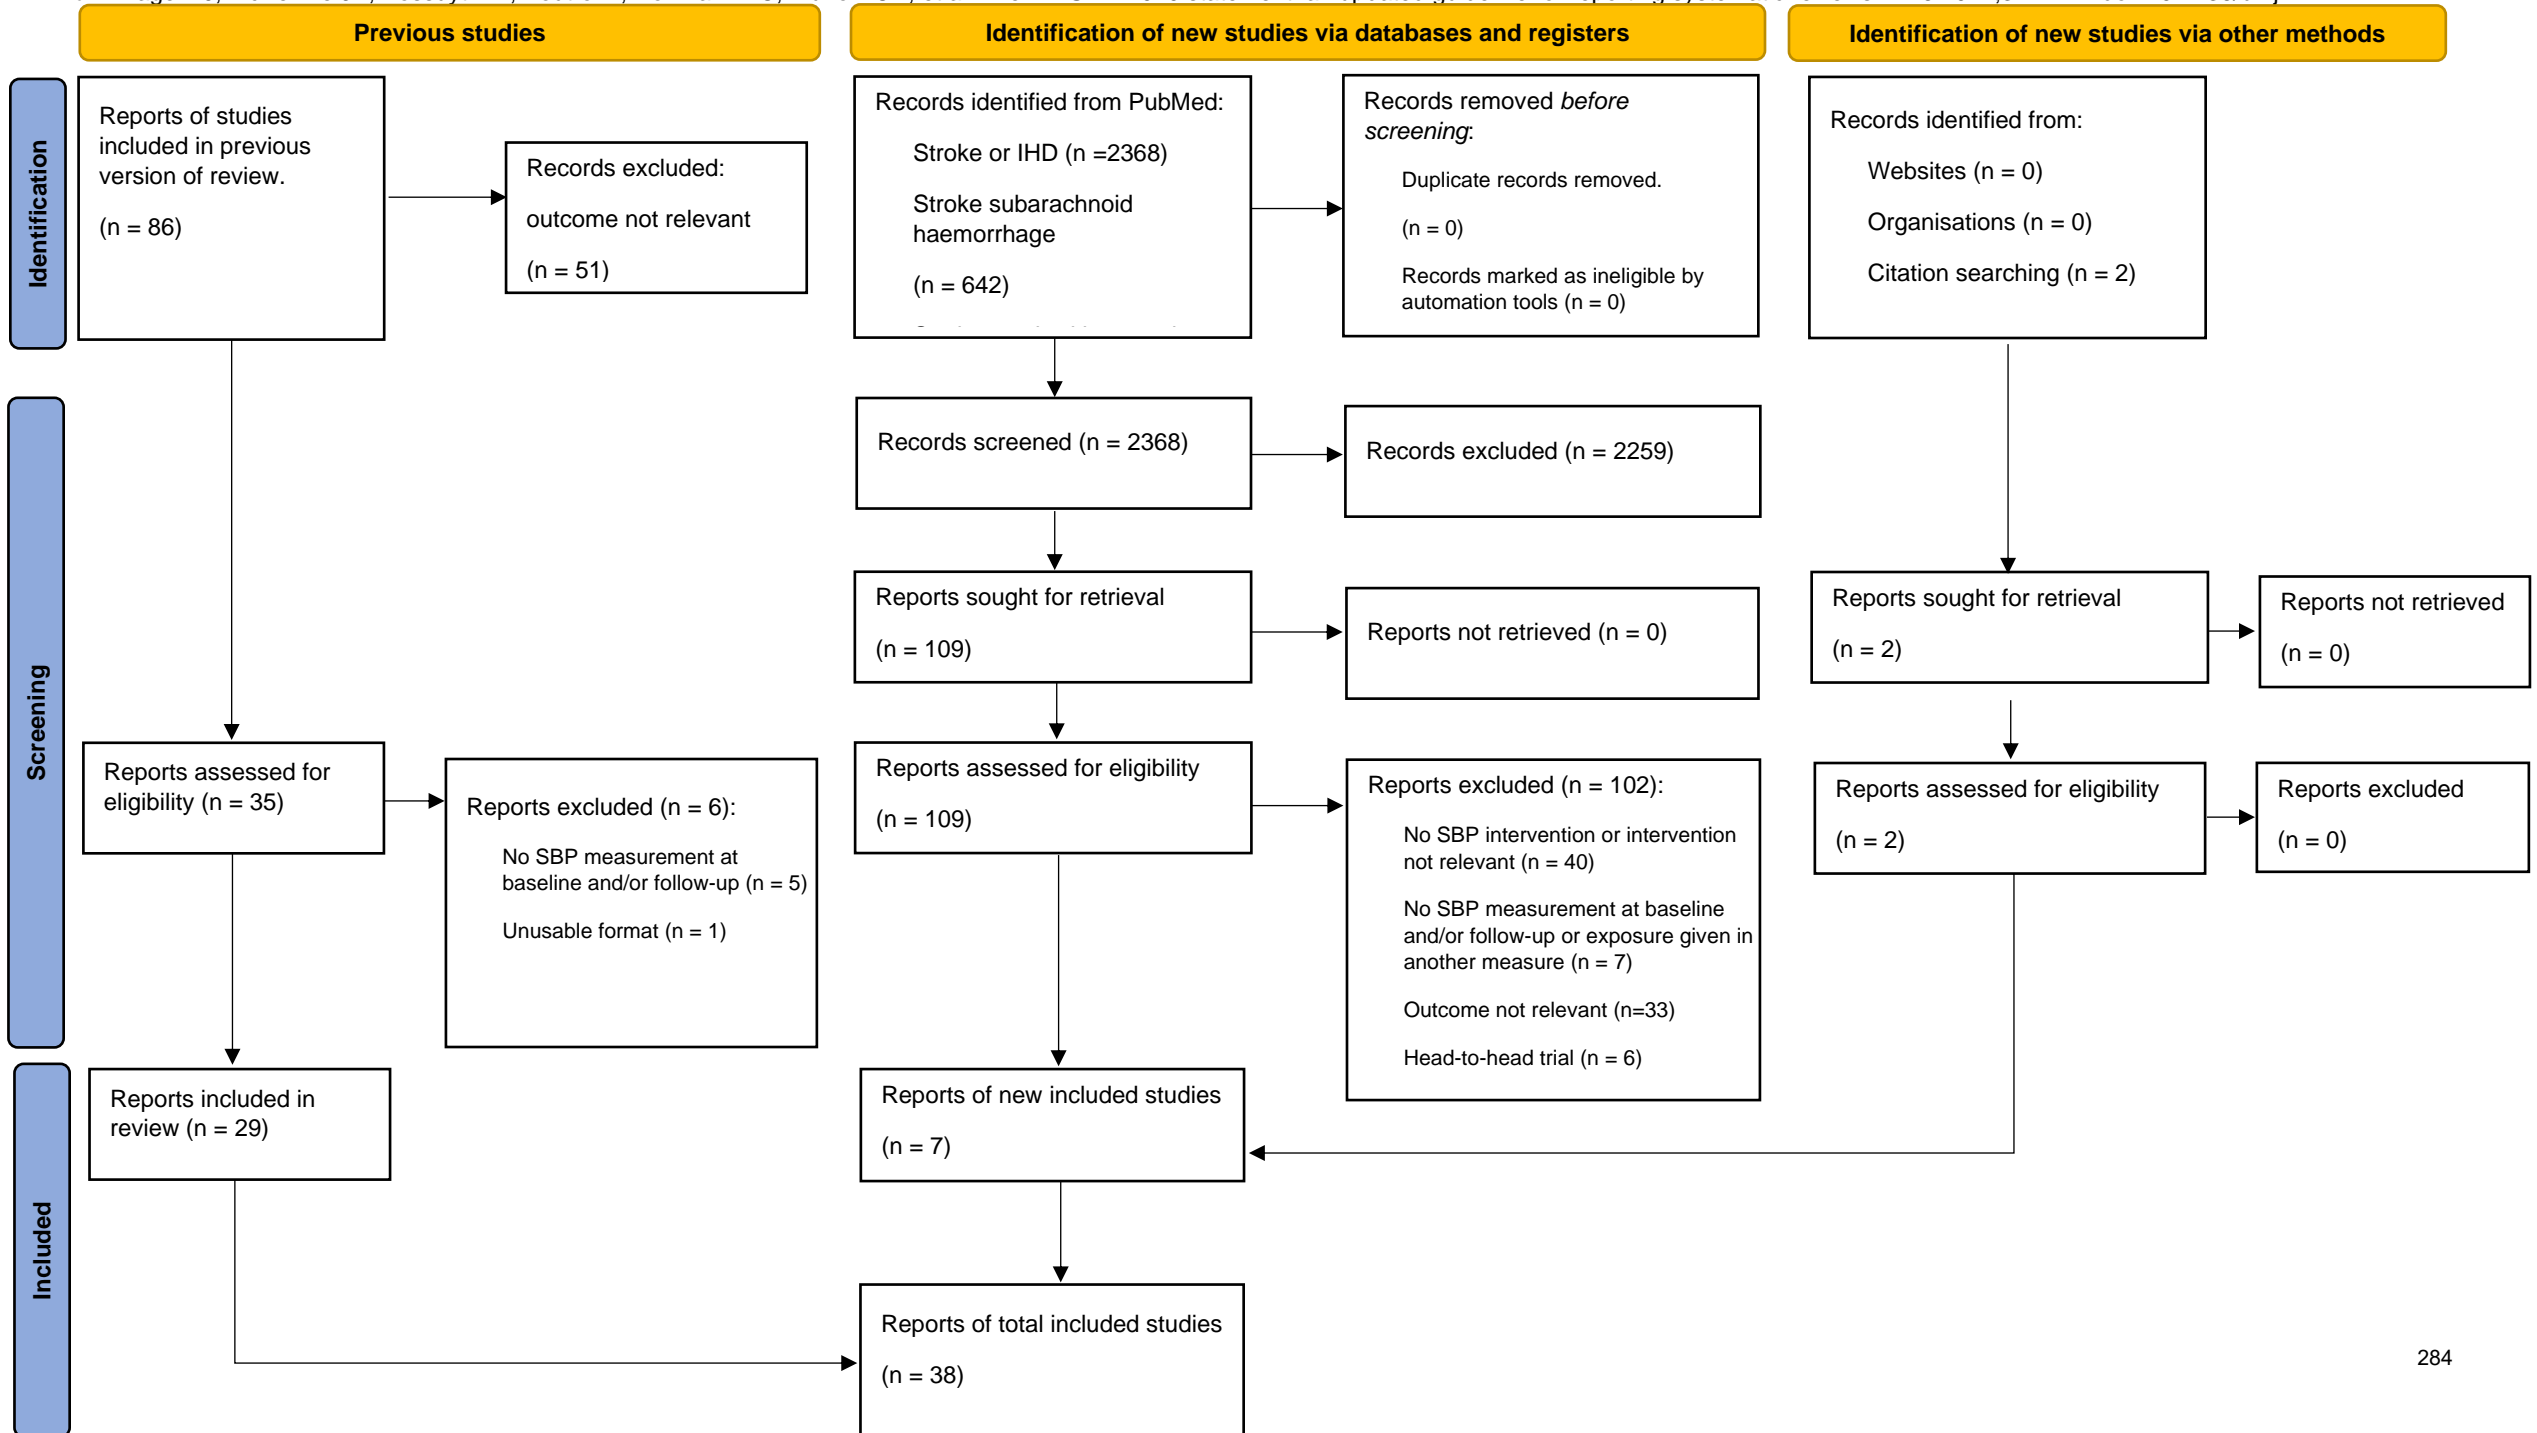 Previous studies
Identification of new studies via databases and registers
Identification of new studies via other methods
Identification
Reports of studies
included in previous
version of review.
(n = 86)
Records excluded:
outcome not relevant
(n = 51)
Records identified from PubMed:
Stroke or IHD (n =2368)
Stroke subarachnoid
haemorrhage
(n = 642)
Records removed before
screening:
Duplicate records removed.
(n = 0)
Records marked as ineligible by
automation tools (n = 0)
Records identified from:
Websites (n = 0)
Organisations (n = 0)
Citation searching (n = 2)
Screening
Records screened (n = 2368)
Records excluded (n = 2259)
Reports sought for retrieval
(n = 109)
Reports not retrieved (n = 0)
Reports sought for retrieval
(n = 2)
Reports not retrieved
(n = 0)
Reports assessed for
eligibility (n = 35)
Reports excluded (n = 6):
No SBP measurement at
baseline and/or follow-up (n = 5)
Unusable format (n = 1)
Reports assessed for eligibility
(n = 109)
Reports excluded (n = 102):
No SBP intervention or intervention
not relevant (n = 40)
No SBP measurement at baseline
and/or follow-up or exposure given in
another measure (n = 7)
Outcome not relevant (n=33)
Head-to-head trial (n = 6)
Reports assessed for eligibility
(n = 2)
Reports excluded
(n = 0)
Included
Reports included in
review (n = 29)
Reports of new included studies
(n = 7)
Reports of total included studies
(n = 38)
284